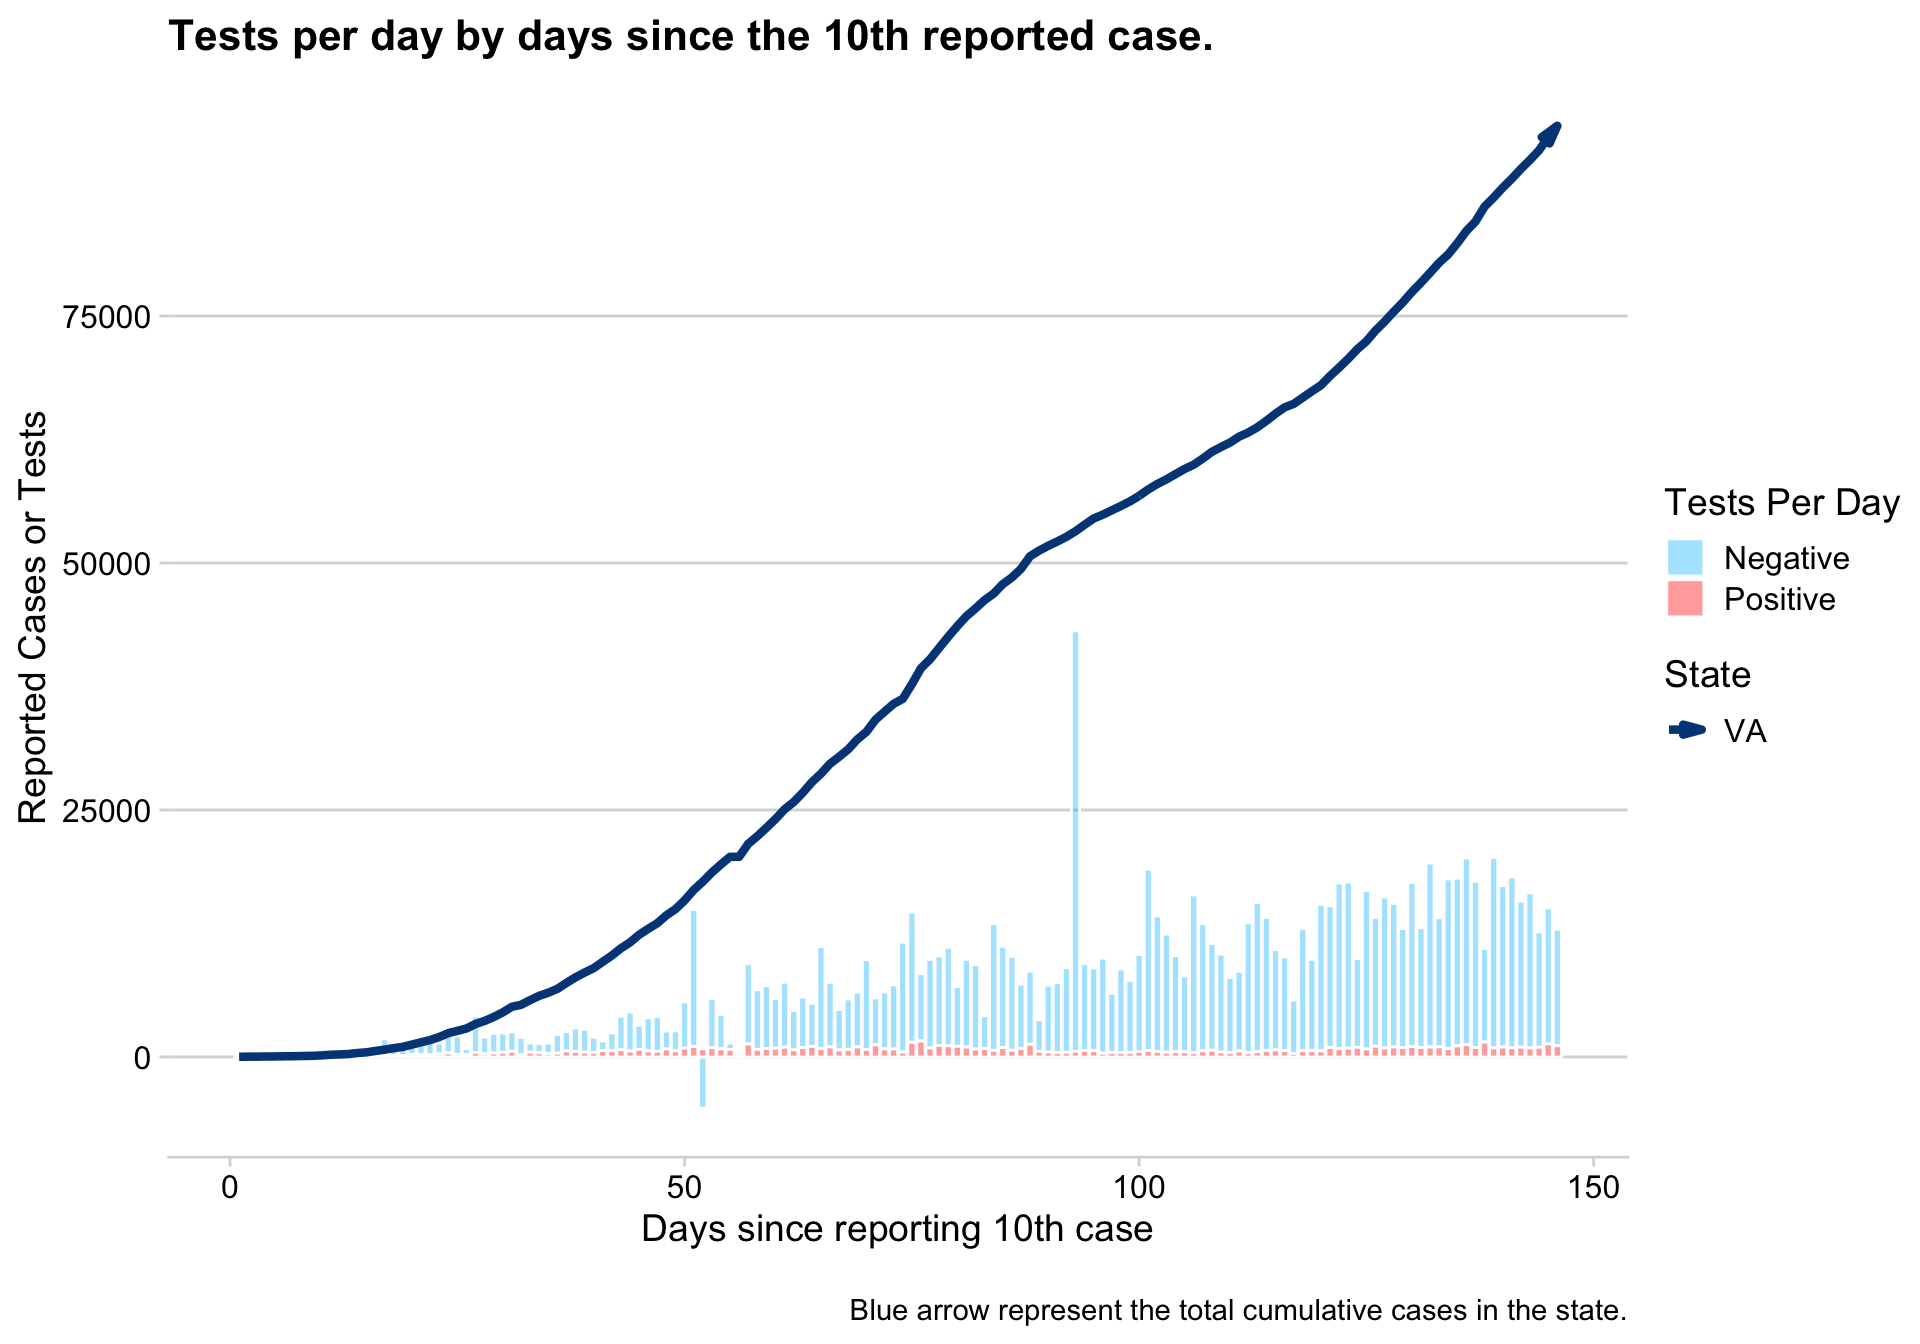 Tests per day by days since the 10th reported case.
Reported Cases or Tests
75000
50000
25000
0
0
50
100
150
Days since reporting 10th case
Tests Per Day
Negative
Positive
State
VA
Blue arrow represent the total cumulative cases in the state.